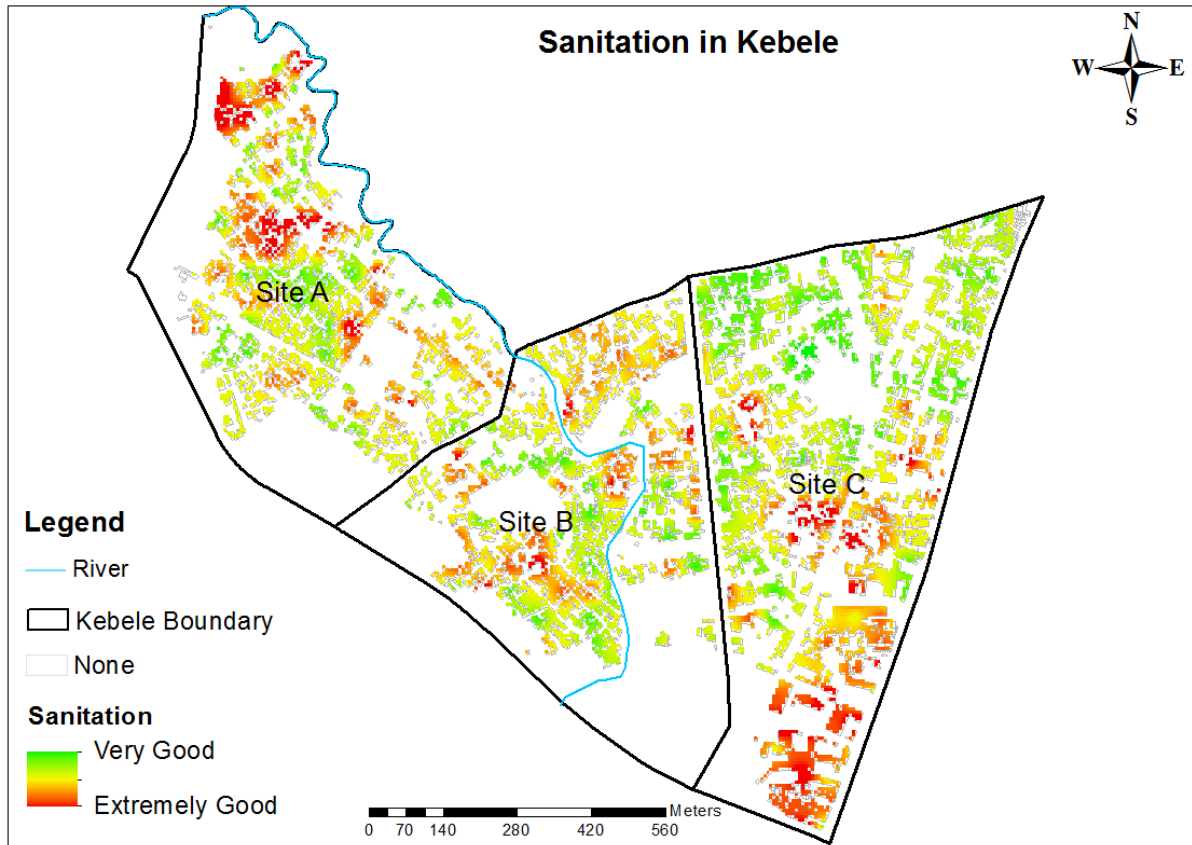 Sanitation in Kebele
N
W E
S
Site A
Site C
Site B
Legend
River
Kebele Boundary
None
Sanitation
Very Good
Extremely Good
Meters
0 70 140 280 420 560